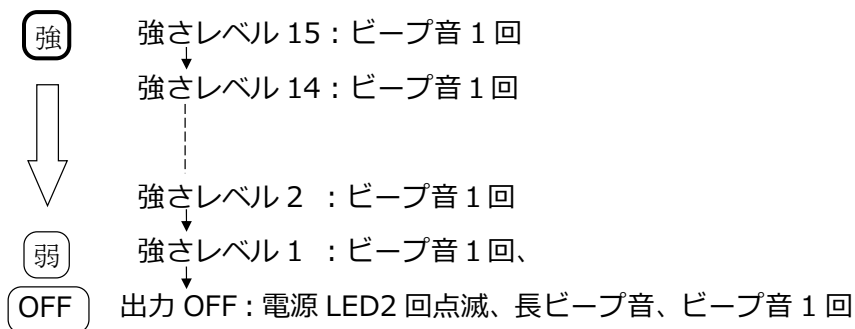 強 強さレベル 15：ビープ音 1 回
強さレベル 14：ビープ音 1 回
強さレベル 2 ：ビープ音 1 回
弱 強さレベル 1 ：ビープ音 1 回、
OFF 出力 OFF：電源 LED2 回点滅、長ビープ音、ビープ音 1 回